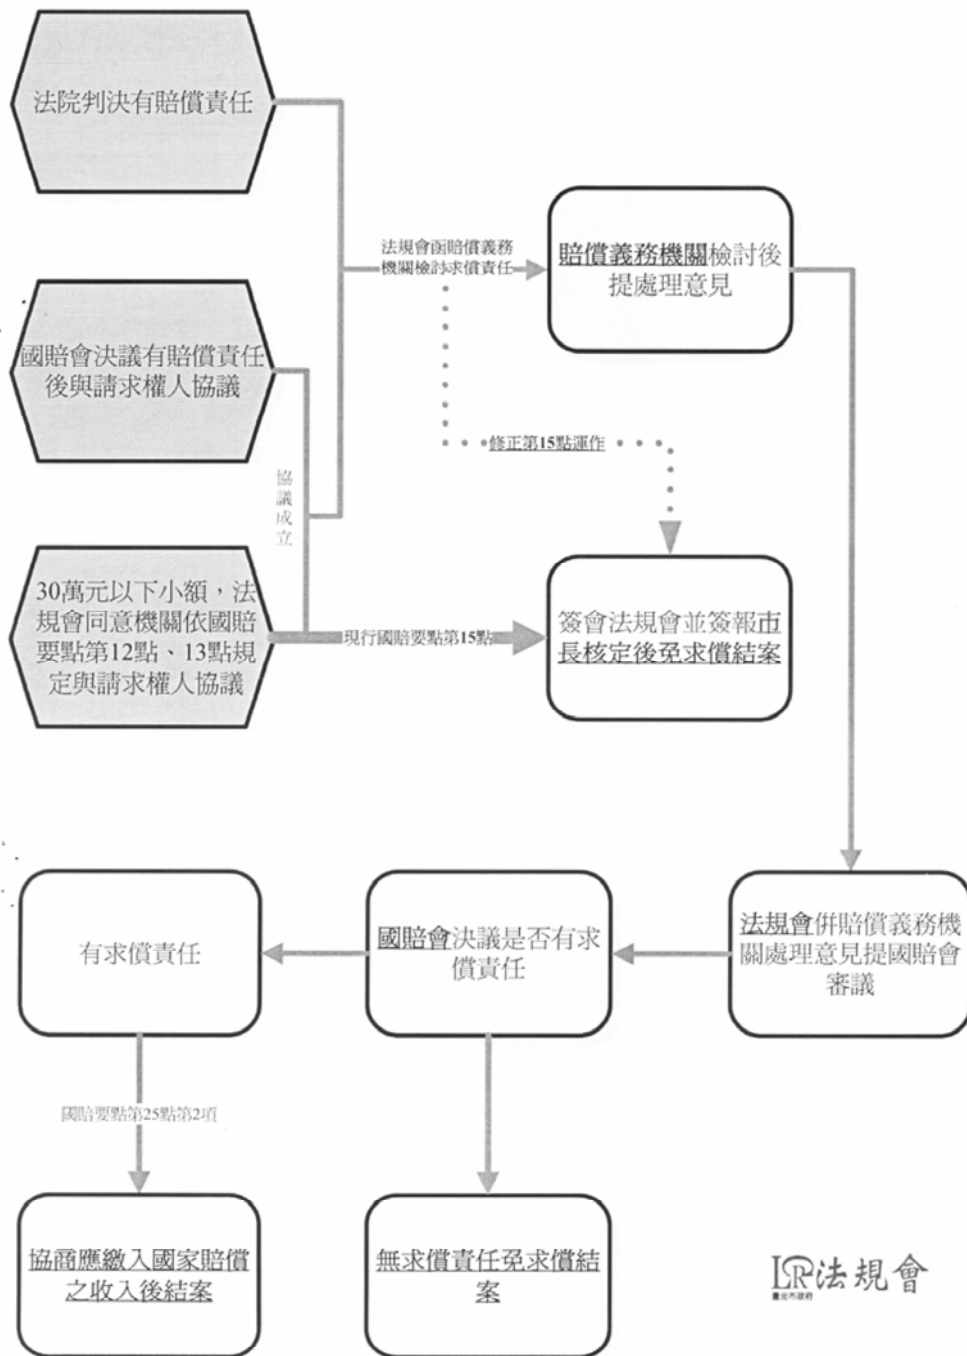 法院判決有賠償責任
法規會函賠償義務
機關檢討求償責任
賠償義務機關檢討後
提處理意見
國賠會決議有賠償責任
後與請求權人協議
修正第15點運作
協議成立
30萬元以下小額，法
規會同意機關依國賠
要點第12點、13點規
定與請求權人協議
現行國賠要點第15點
簽會法規會並簽報市
長核定後免求償結案
有求償責任
國賠會決議是否有求
償責任
法規會併賠償義務機
關處理意見提國賠會
審議
國賠要點第25點第2項
協商應繳入國家賠償
之收入後結案
無求償責任免求償結
案
LR法規會
臺北市政府